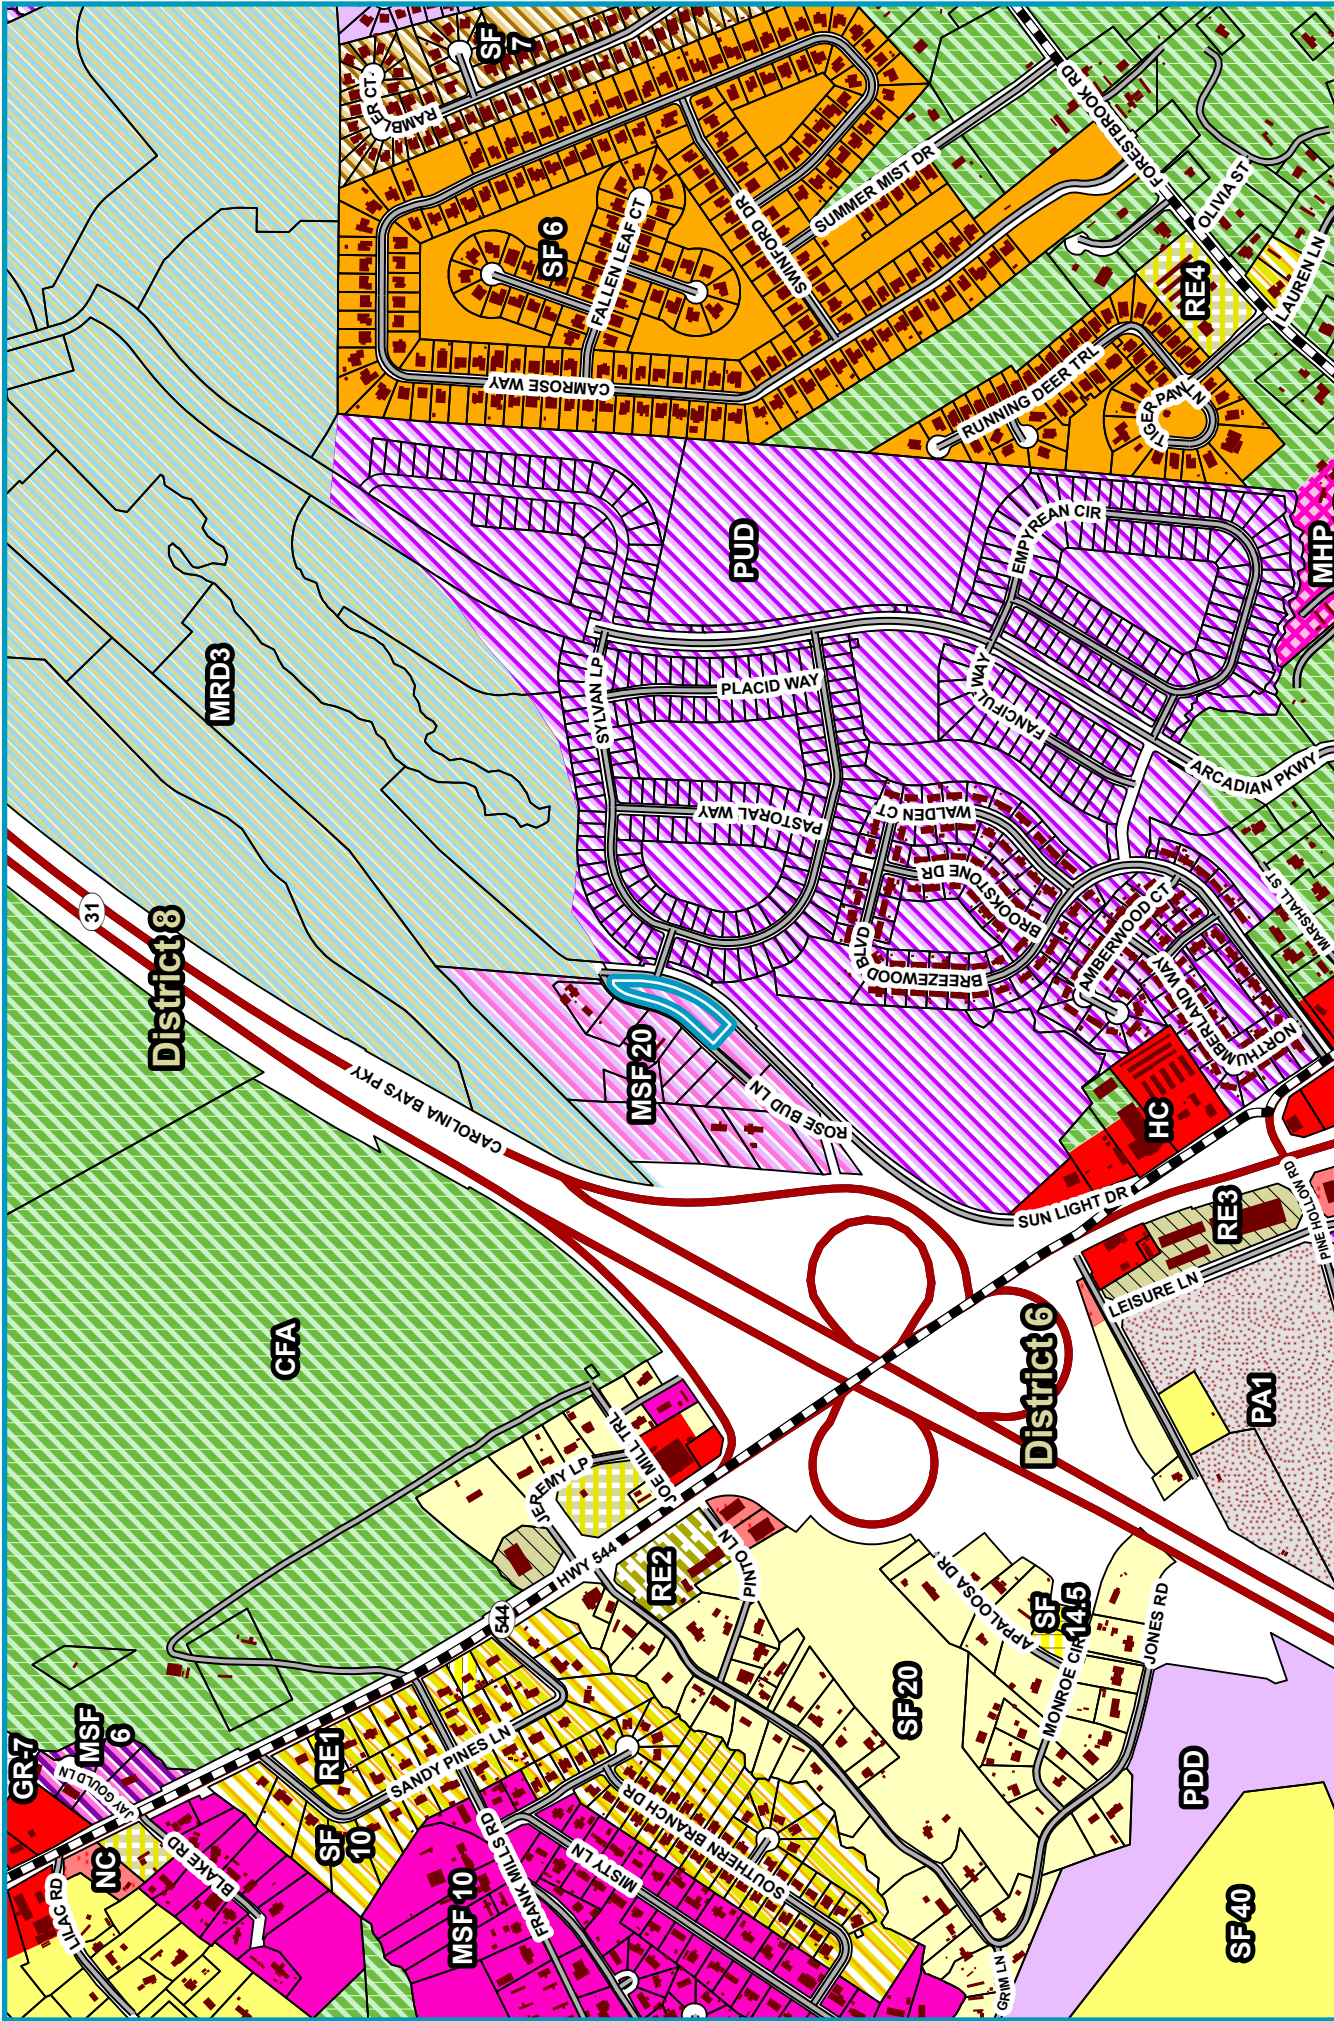 SF
7
RAMBLER CT
FORESTBROOK RD
SUMMER MIST DR
OLIVIA ST
SWINFORD DR
FALLEN LEAF CT
SF 6
RE4
LAUREN LN
CAMROSE WAY
RUNNING DEER TRL
TIGER PAW LN
PUD
EMPYREAN CIR
MHP
MRD3
SYLVAN LP
PLACID WAY
FANCIFUL WAY
ARCADIAN PKWY
PASTORAL WAY
WALDEN CT
BROOKSTONE DR
MARSHALL ST
31
District 8
BREEZEWOOD BLVD
AMBERWOOD CT
NORTHUMBERLAND WAY
MSF 20
ROSE BUD LN
CAROLINA BAYS PKY
HC
SUN LIGHT DR
RE3
PINE HOLLOW RD
LEISURE LN
CFA
District 6
PA1
JOE MILL TRL
JEREMY LP
HWY 544
RE2
PINTO LN
APPALOOSA DR
SF
14.5
JONES RD
MONROE CIR
544
SF 20
MSF
6
GR-7
JAY GOULD LN
RE1
SANDY PINES LN
PDD
SF
10
SOUTHERN BRANCH DR
NC
BLAKE RD
MISTY LN
FRANK MILLS RD
LILAC RD
MSF 10
SF 40
GRIM LN